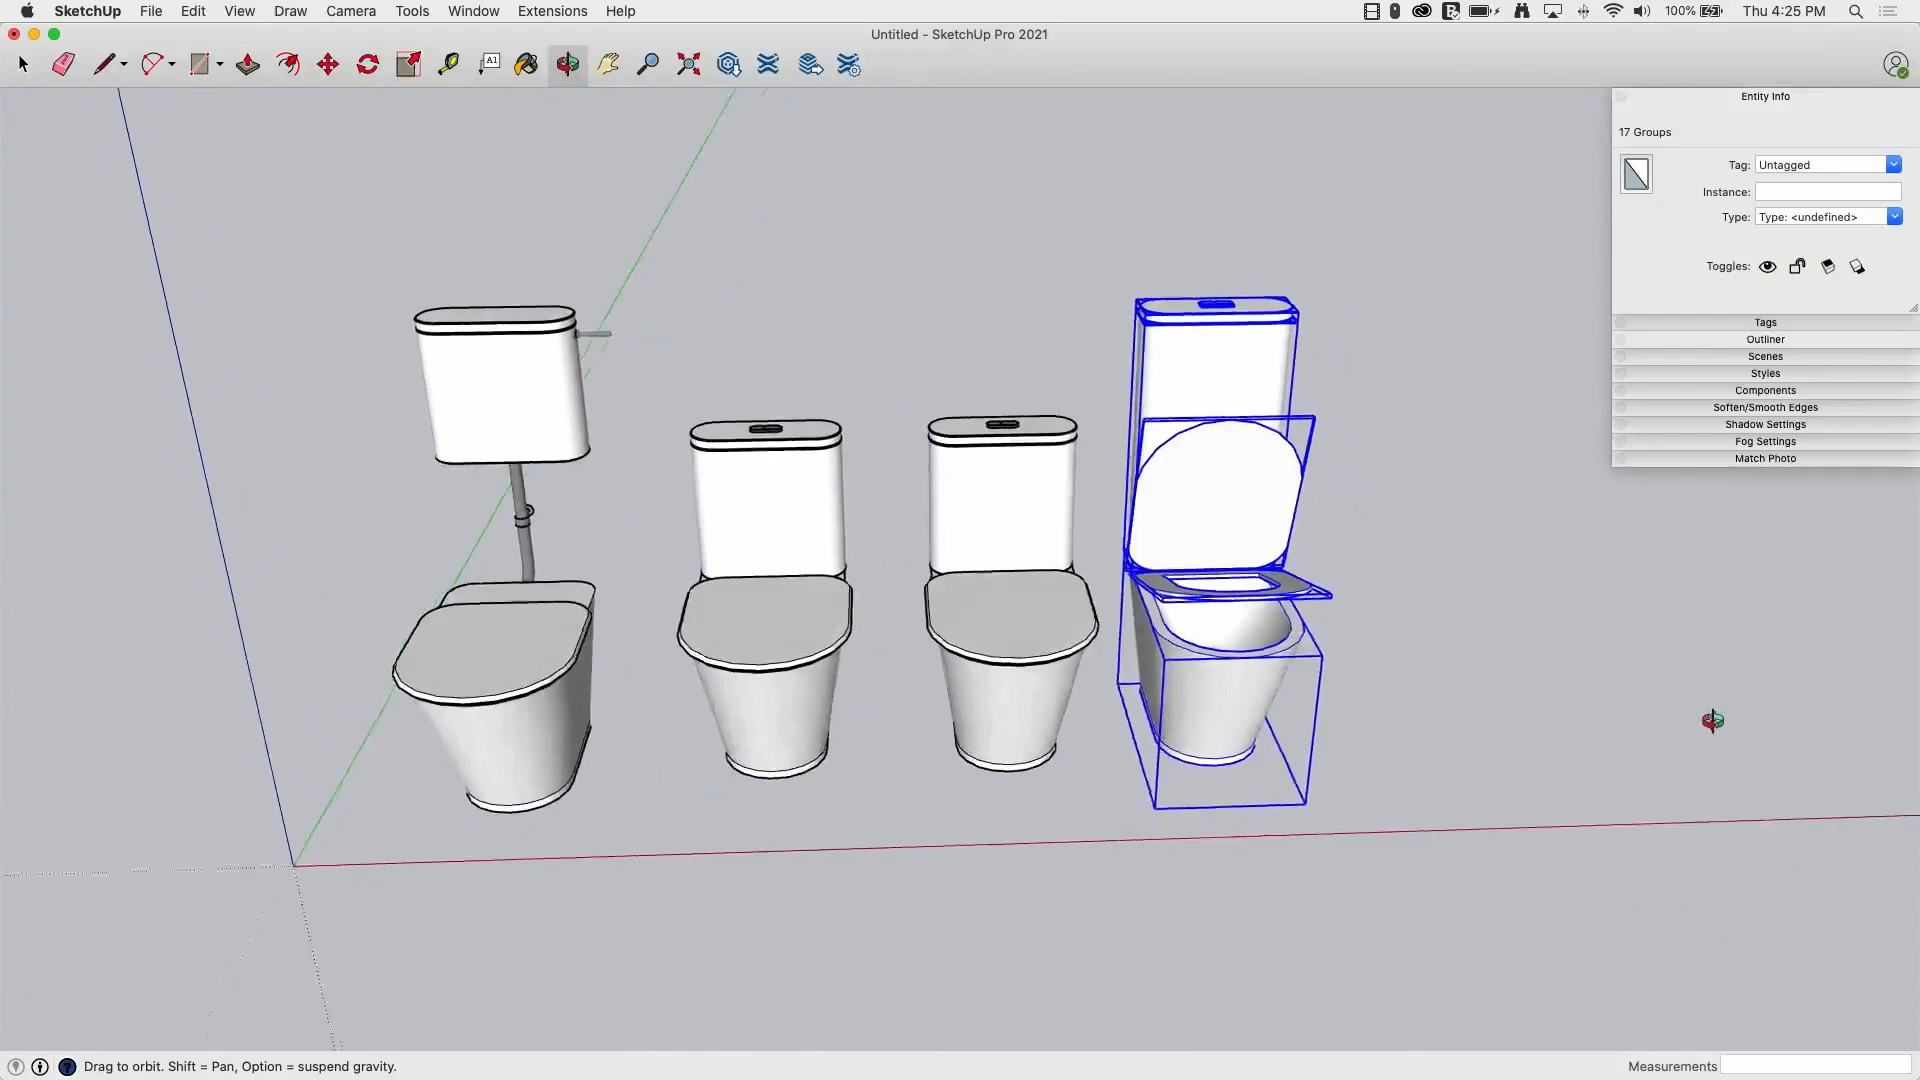 SketchUp File Edit View Draw Camera Tools Window Extensions Help 100% Thu 4:25 PM
Untitled - SketchUp Pro 2021
A1
Entity Info
17 Groups
Tag: Untagged
Instance:
Type: Type: <undefined>
Toggles:
Tags
Outliner
Scenes
Styles
Components
Soften/Smooth Edges
Shadow Settings
Fog Settings
Match Photo
Drag to orbit. Shift = Pan, Option = suspend gravity. Measurements